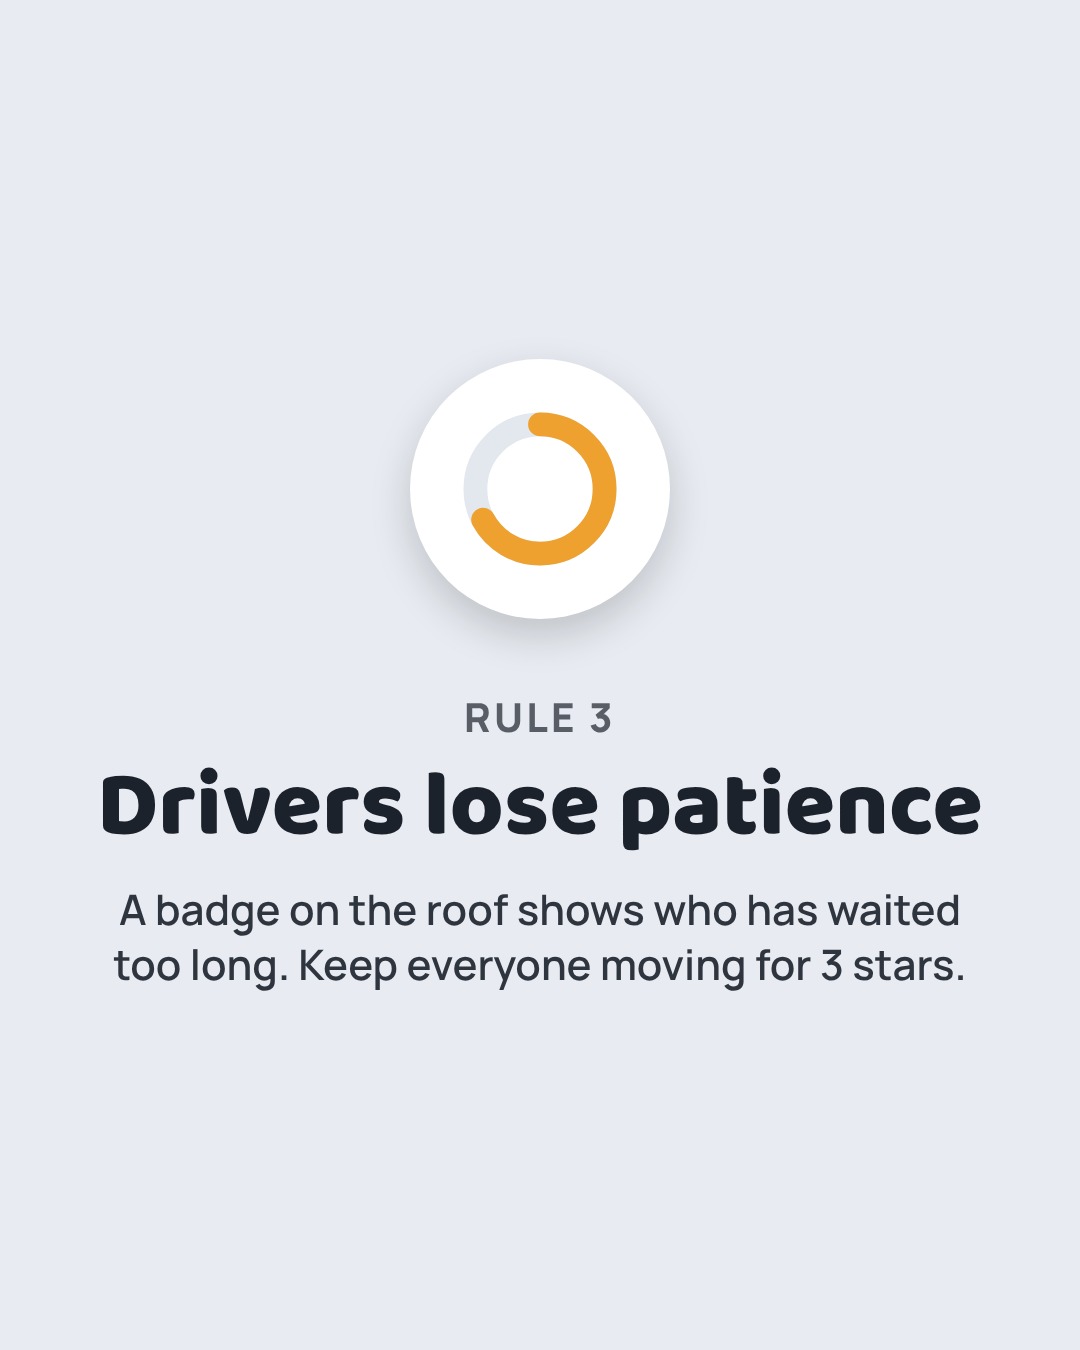 RULE 3
Drivers lose patience
A badge on the roof shows who has waited
too long. Keep everyone moving for 3 stars.